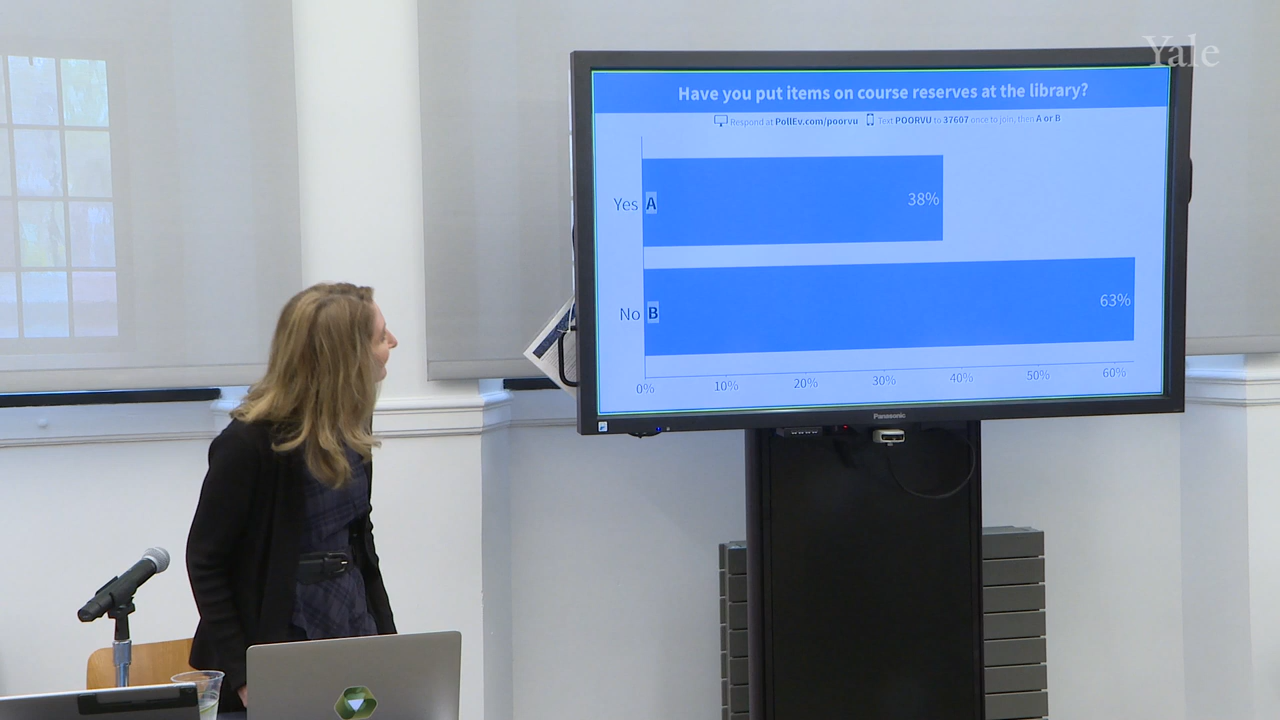 Yale
Have you put items on course reserves at the library?
Respond at PollEv.com/poorvu Text POORVU to 37607 once to join, then A or B
Yes A 38%
No B 63%
0% 10% 20% 30% 40% 50% 60%
Panasonic